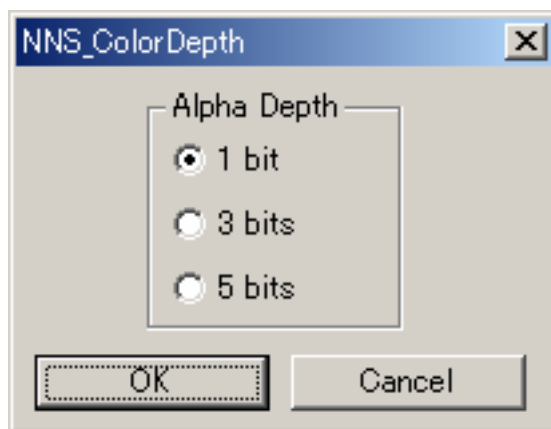 NNS_ColorDepth
Alpha Depth
1 bit
3 bits
5 bits
OK
Cancel